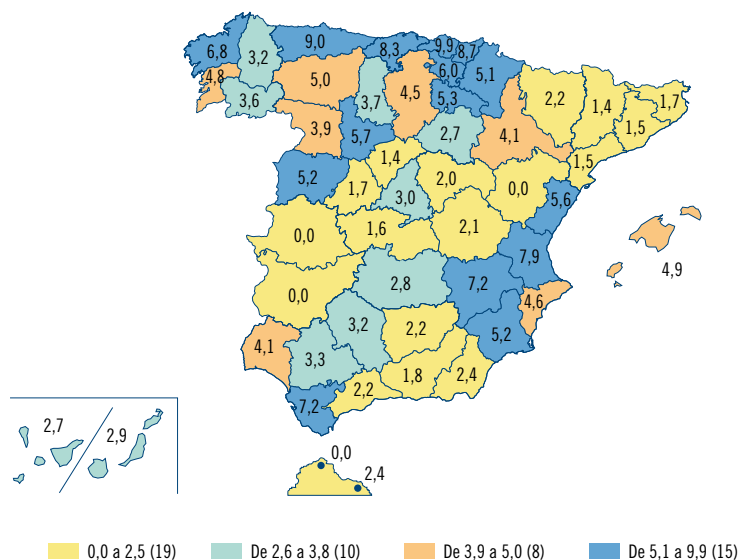 6,8 3,2 9,0 8,3 9,9 8,7
4,8 3,6 5,0 3,7 4,5 6,0 5,3 5,1
2,2 1,4 1,5 1,7
3,9 5,7 2,7 4,1
1,4 1,5
5,2 1,7 3,0 2,0 0,0 5,6
0,0 1,6 2,1 7,9
4,9
0,0 2,8 7,2 4,6
4,1 3,3 3,2 2,2 5,2
7,2 2,2 1,8 2,4
2,7 2,9
0,0
2,4
0,0 a 2,5 (19) De 2,6 a 3,8 (10) De 3,9 a 5,0 (8) De 5,1 a 9,9 (15)